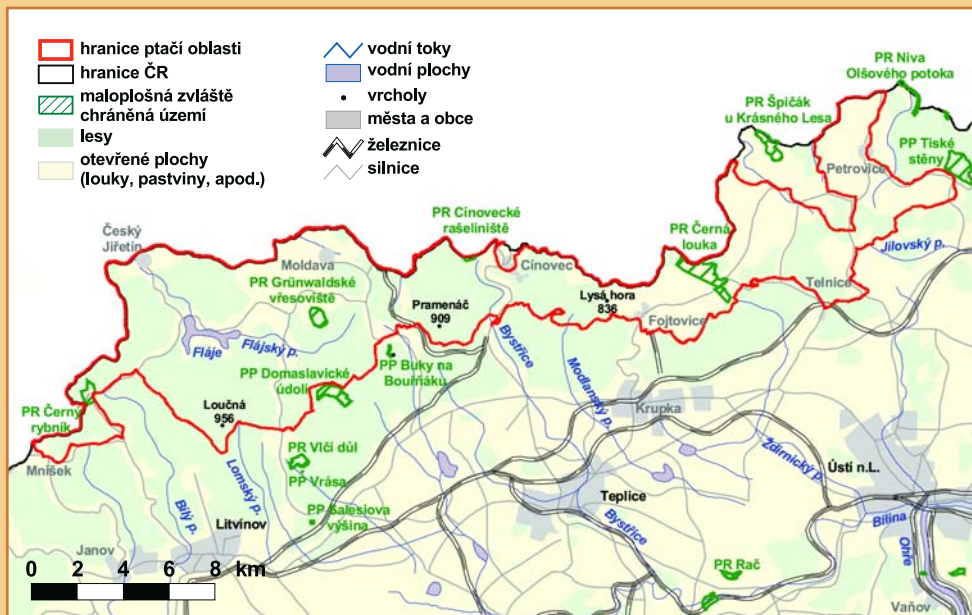 hranice ptačí oblasti
hranice ČR
maloplošná zvláště
chráněná území
lesy
otevřené plochy
(louky, pastviny, apod.)
vodní toky
vodní plochy
vrcholy
města a obce
železnice
silnice
PR Niva
Olšového potoka
PR Špičák
u Krásného Lesa
PP Tiské
stěny
Petrovice
PR Cínovecké
rašeliniště
Český
Jiřetín
Moldava
PR Grünwaldské
vřesoviště
Cínovec
PR Černá
louka
Jílovský p.
Telnice
Pramenáč
909
Lysá hora
836
Fojtovice
Fláje
Flájský p.
Bystřice
PP Buky na
Bouřňáku
PP Domaslavické
údolí
Modlanský p.
PR Černý
rybník
Loučná
956
Krupka
Mníšek
PR Vlčí důl
PP Vrása
Lomský p.
Bílý p.
Ždírnický p.
Ústí n.L.
Teplice
PP Salesiova
výšina
Litvínov
Bystřice
Bílina
Ohře
Janov
PR Rač
Vaňov
0 2 4 6 8 km